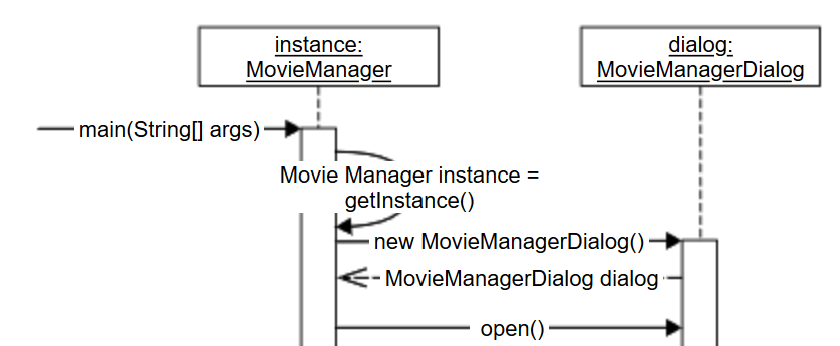 instance:
MovieManager
dialog:
MovieManagerDialog
main(String[] args)
Movie Manager instance =
getInstance()
new MovieManagerDialog()
MovieManagerDialog dialog
open()